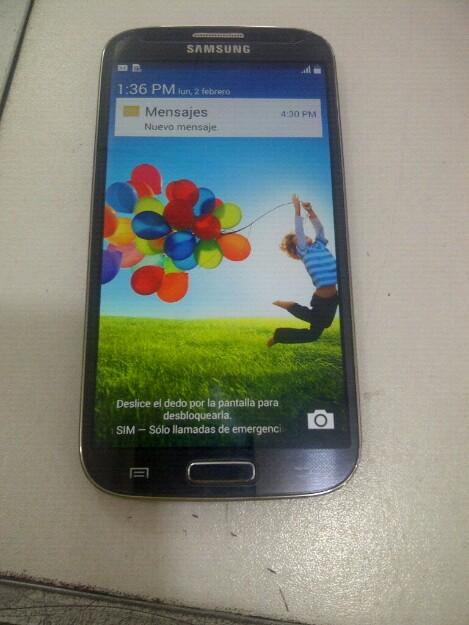 SAMSUNG
1:36 PM lun, 2 febrero
Mensajes 4:30 PM
Nuevo mensaje.
Deslice el dedo por la pantalla para
desbloquearla.
SIM — Sólo llamadas de emergenci